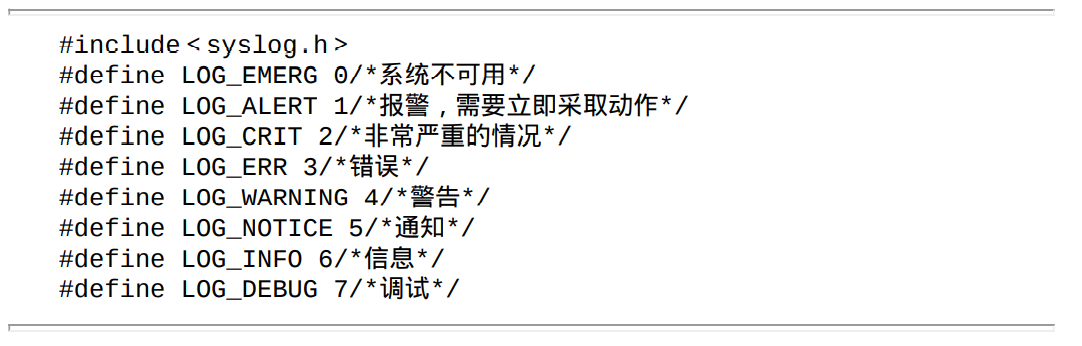 #include＜syslog.h＞
#define LOG_EMERG 0/*系统不可用*/
#define LOG_ALERT 1/*报警，需要立即采取动作*/
#define LOG_CRIT 2/*非常严重的情况*/
#define LOG_ERR 3/*错误*/
#define LOG_WARNING 4/*警告*/
#define LOG_NOTICE 5/*通知*/
#define LOG_INFO 6/*信息*/
#define LOG_DEBUG 7/*调试*/